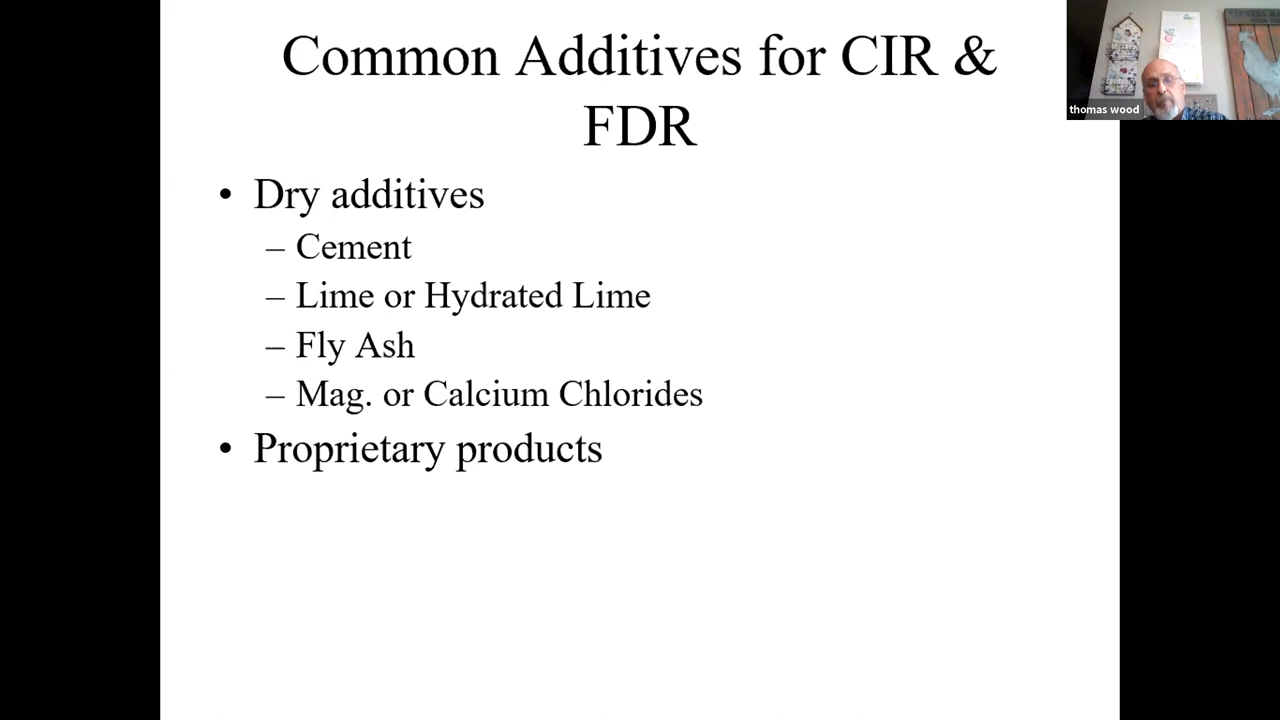 Common Additives for CIR &
FDR
• Dry additives
– Cement
– Lime or Hydrated Lime
– Fly Ash
– Mag. or Calcium Chlorides
• Proprietary products
thomas wood